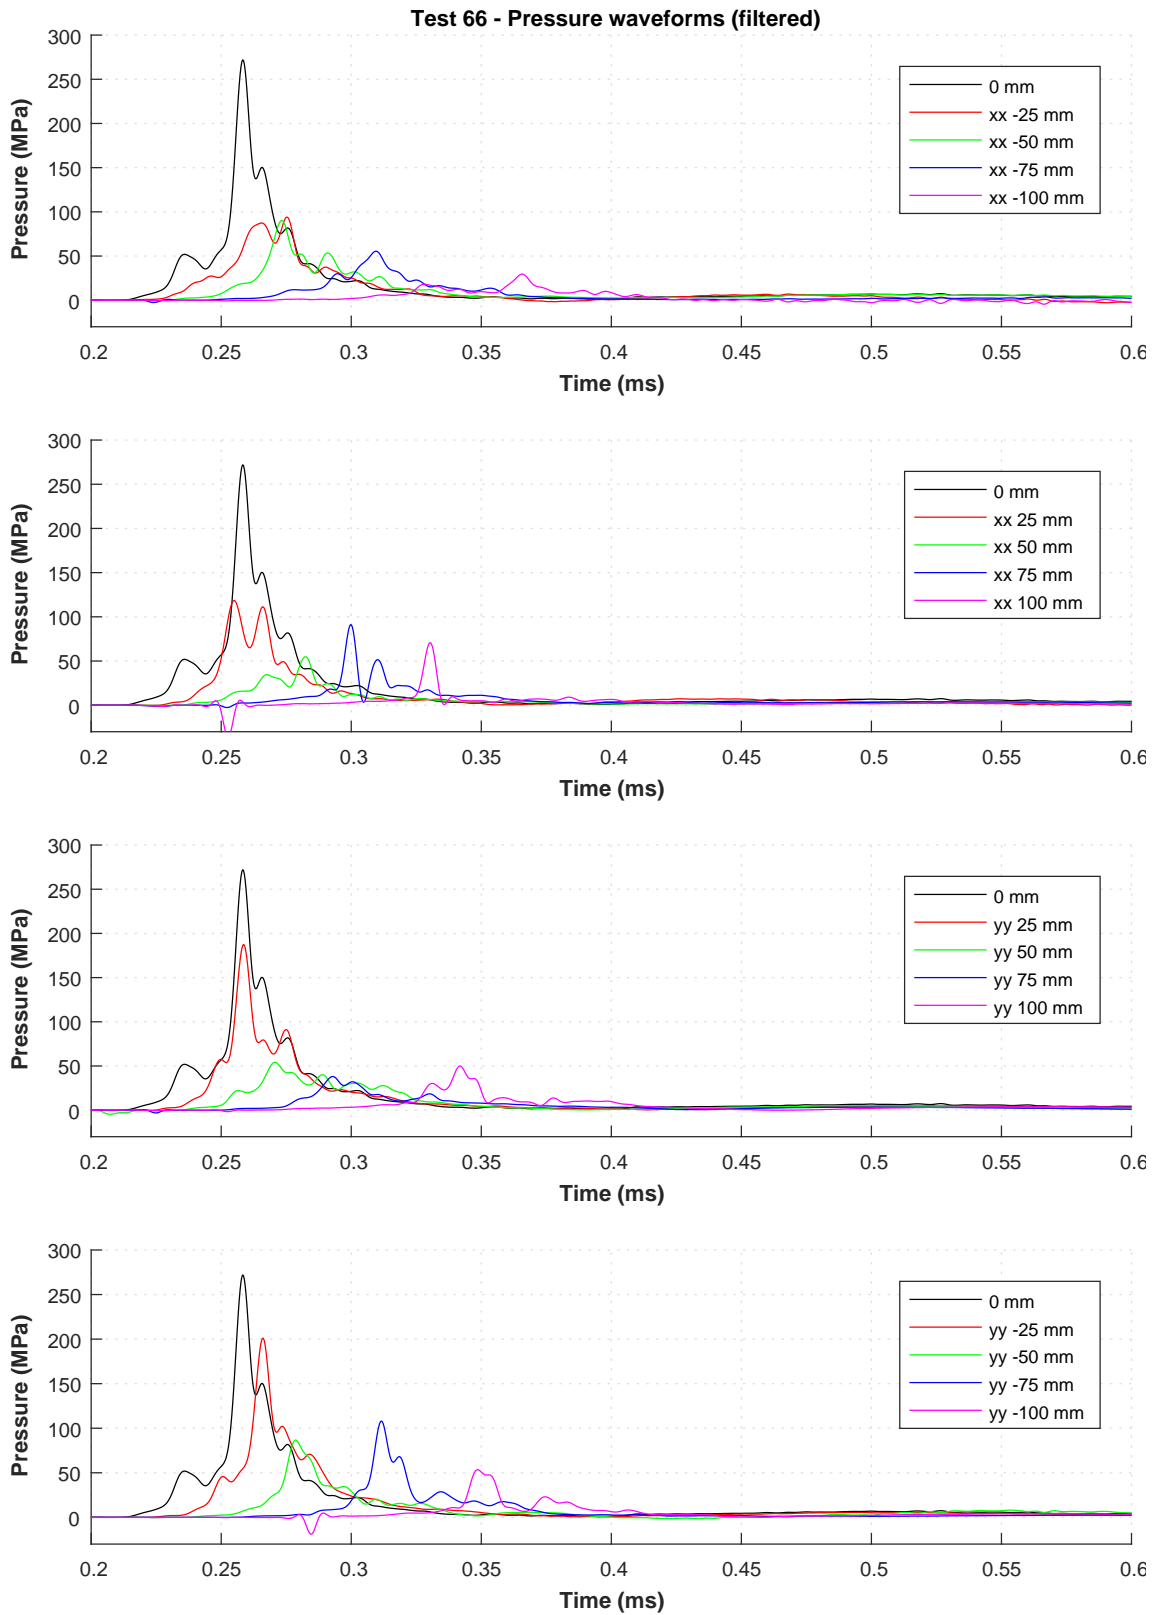 Test 66 - Pressure waveforms (filtered)
300
250
200
150
100
50
0
Pressure (MPa)
0 mm
xx -25 mm
xx -50 mm
xx -75 mm
xx -100 mm
0.2 0.25 0.3 0.35 0.4 0.45 0.5 0.55 0.6
Time (ms)
300
250
200
150
100
50
0
Pressure (MPa)
0 mm
xx 25 mm
xx 50 mm
xx 75 mm
xx 100 mm
0.2 0.25 0.3 0.35 0.4 0.45 0.5 0.55 0.6
Time (ms)
300
250
200
150
100
50
0
Pressure (MPa)
0 mm
yy 25 mm
yy 50 mm
yy 75 mm
yy 100 mm
0.2 0.25 0.3 0.35 0.4 0.45 0.5 0.55 0.6
Time (ms)
300
250
200
150
100
50
0
Pressure (MPa)
0 mm
yy -25 mm
yy -50 mm
yy -75 mm
yy -100 mm
0.2 0.25 0.3 0.35 0.4 0.45 0.5 0.55 0.6
Time (ms)